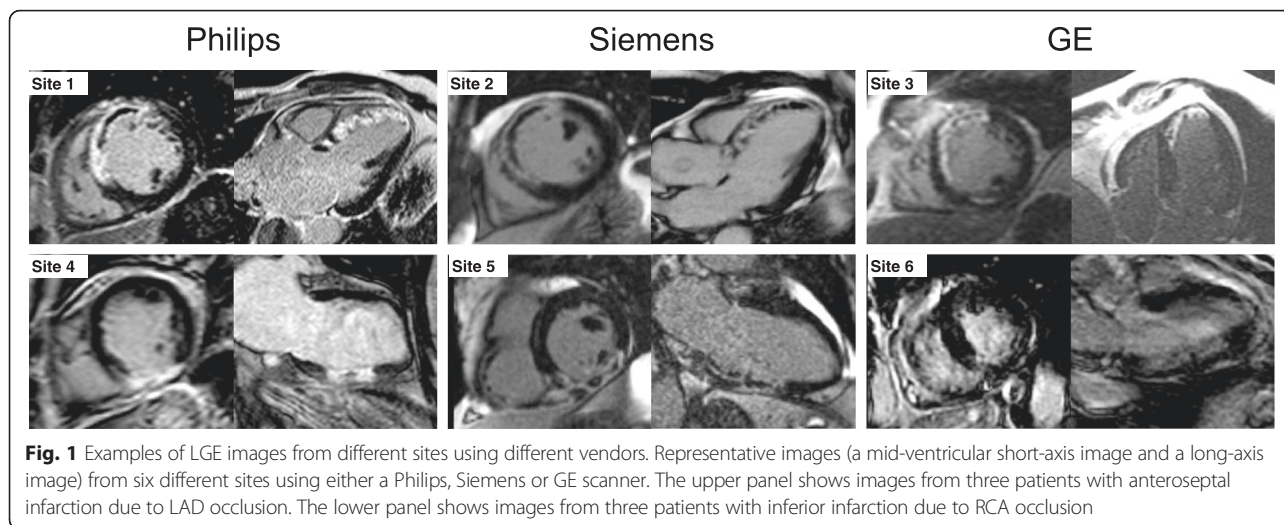 Philips Siemens GE
Site 1 Site 2 Site 3
Site 4 Site 5 Site 6
Fig. 1 Examples of LGE images from different sites using different vendors. Representative images (a mid-ventricular short-axis image and a long-axis
image) from six different sites using either a Philips, Siemens or GE scanner. The upper panel shows images from three patients with anteroseptal
infarction due to LAD occlusion. The lower panel shows images from three patients with inferior infarction due to RCA occlusion